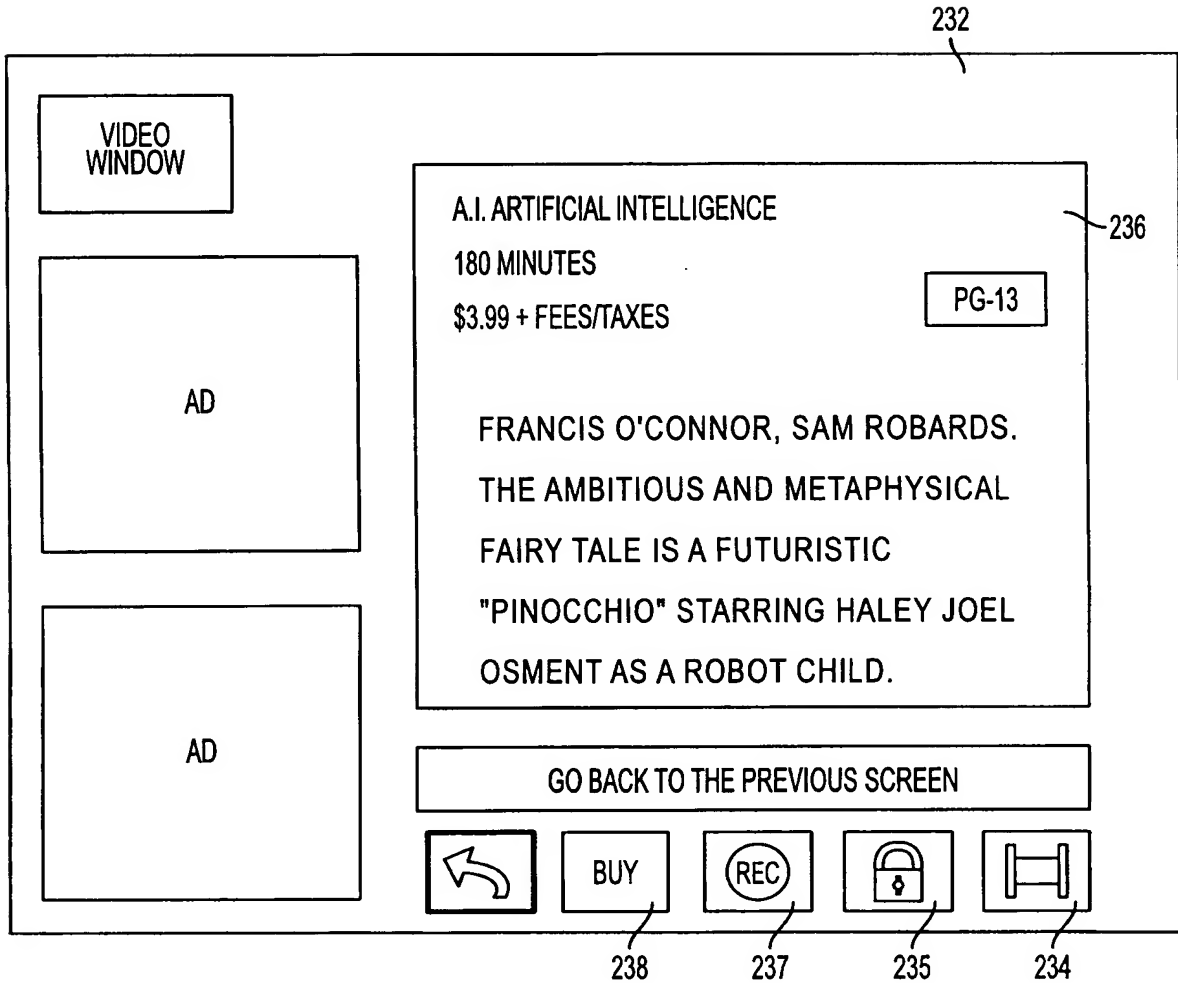 232
VIDEO
WINDOW
A.I. ARTIFICIAL INTELLIGENCE
236
180 MINUTES
$3.99 + FEES/TAXES
PG-13
AD
FRANCIS O'CONNOR, SAM ROBARDS.
THE AMBITIOUS AND METAPHYSICAL
FAIRY TALE IS A FUTURISTIC
"PINOCCHIO" STARRING HALEY JOEL
OSMENT AS A ROBOT CHILD.
AD
GO BACK TO THE PREVIOUS SCREEN
BUY
REC
238
237
235
234